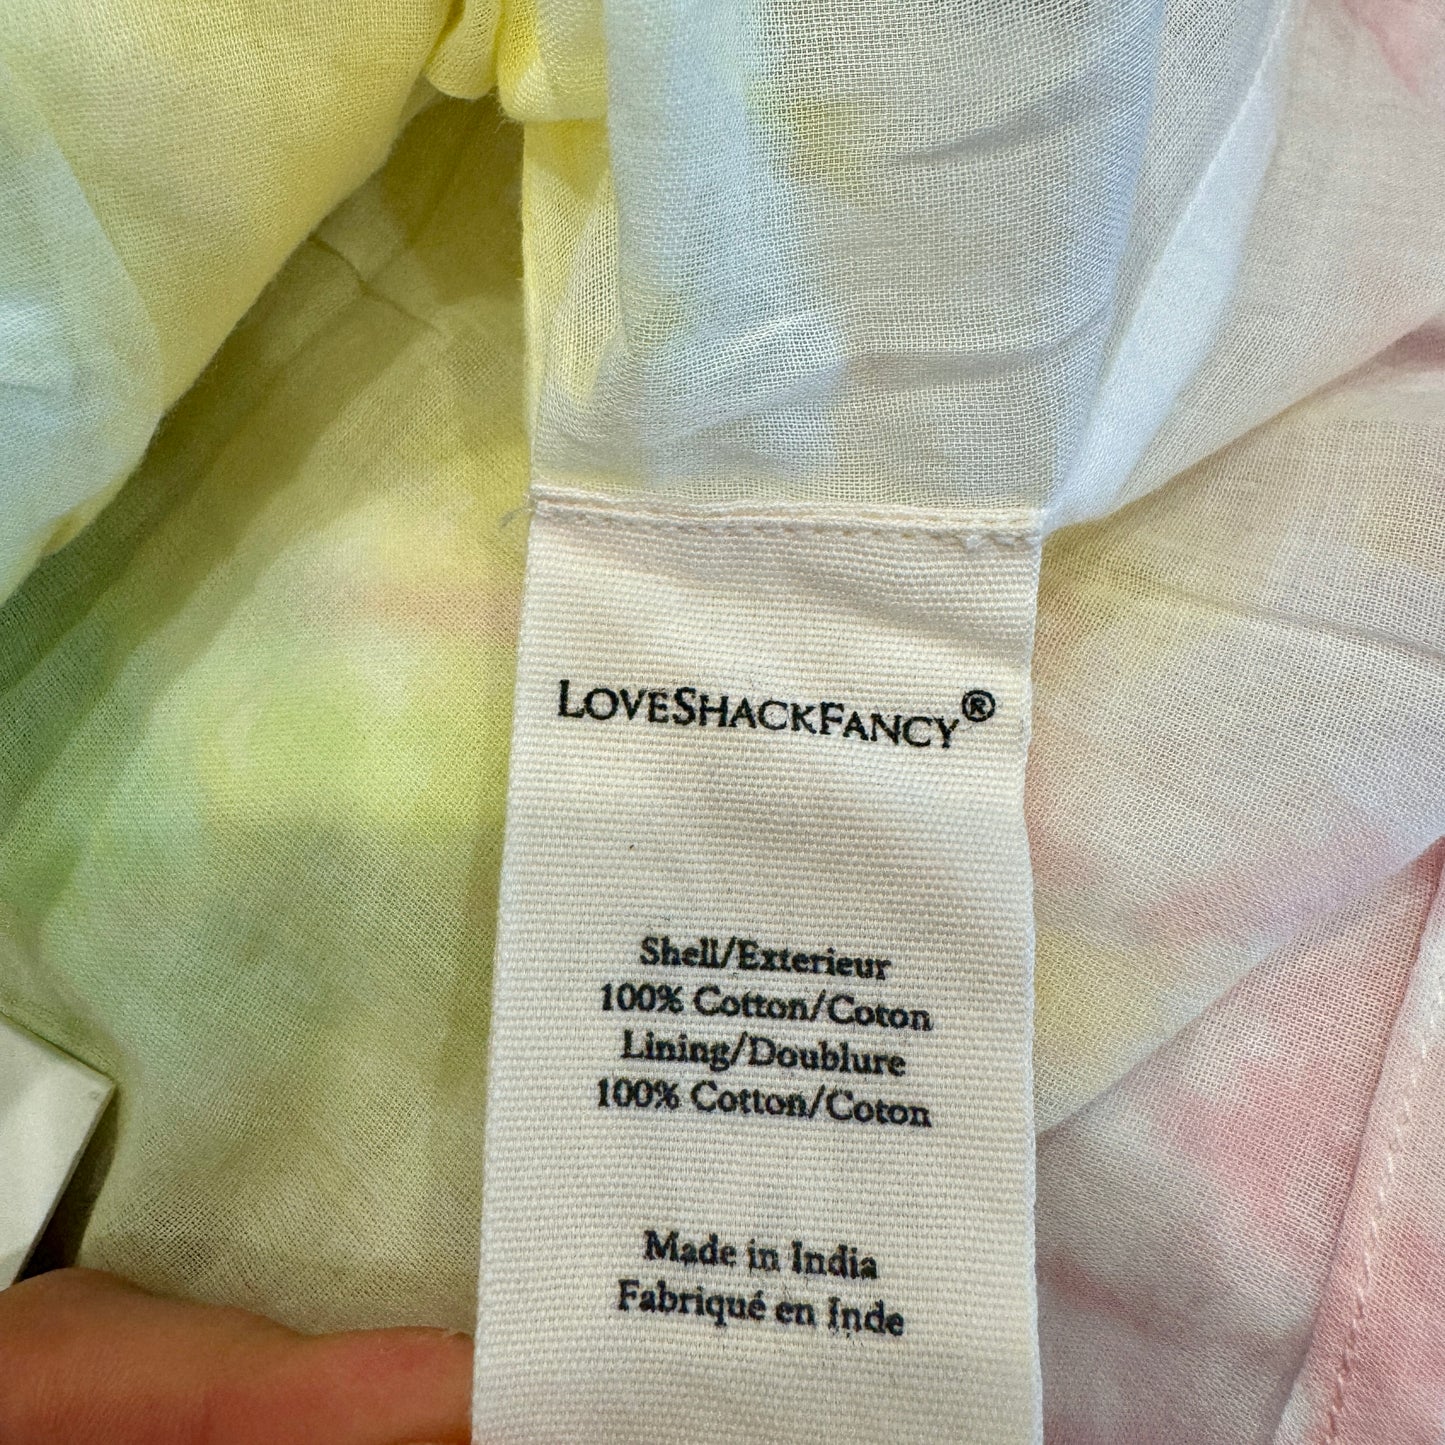 LoveShackFancy®
Shell/Exterieur
100% Cotton/Coton
Lining/Doublure
100% Cotton/Coton
Made in India
Fabriqué en Inde